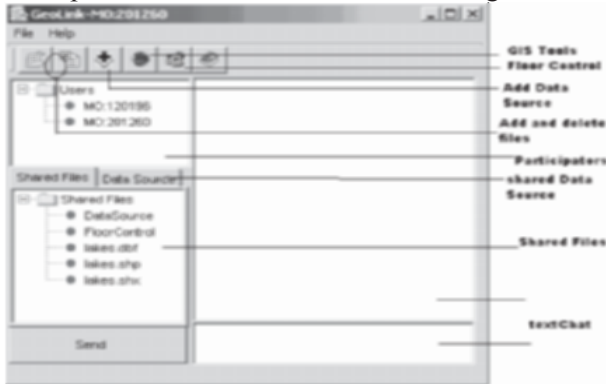 GeoLink-MO:201260
File Help
Users
MO:120186
MO:201260
Shared Files Data Source
Shared Files
DataSource
FloorControl
lakes.dbf
lakes.shp
lakes.shx
Send
GIS Tools
Floor Control
Add Data
Source
Add and delete
files
Participators
shared Data
Source
Shared Files
textChat